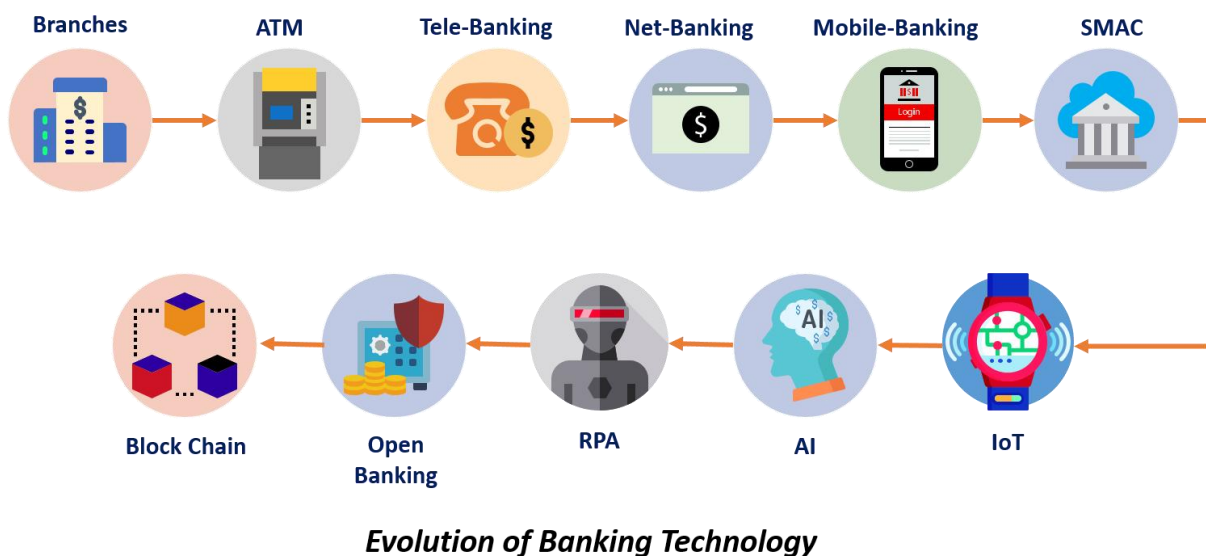 Branches
ATM
Tele-Banking
Net-Banking
Mobile-Banking
SMAC
$
$
$
$
Login
Block Chain
Open
Banking
RPA
AI
IoT
$
$
$
$
$
AI
Evolution of Banking Technology